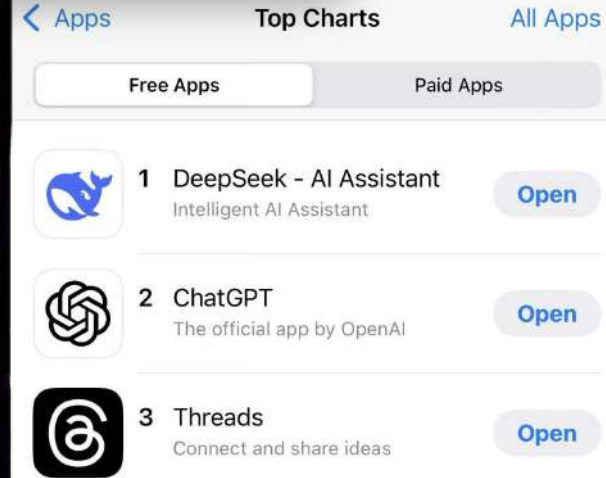 Apps
Top Charts
All Apps
Free Apps
Paid Apps
1 DeepSeek - AI Assistant
Intelligent AI Assistant
Open
2 ChatGPT
The official app by OpenAI
Open
3 Threads
Connect and share ideas
Open